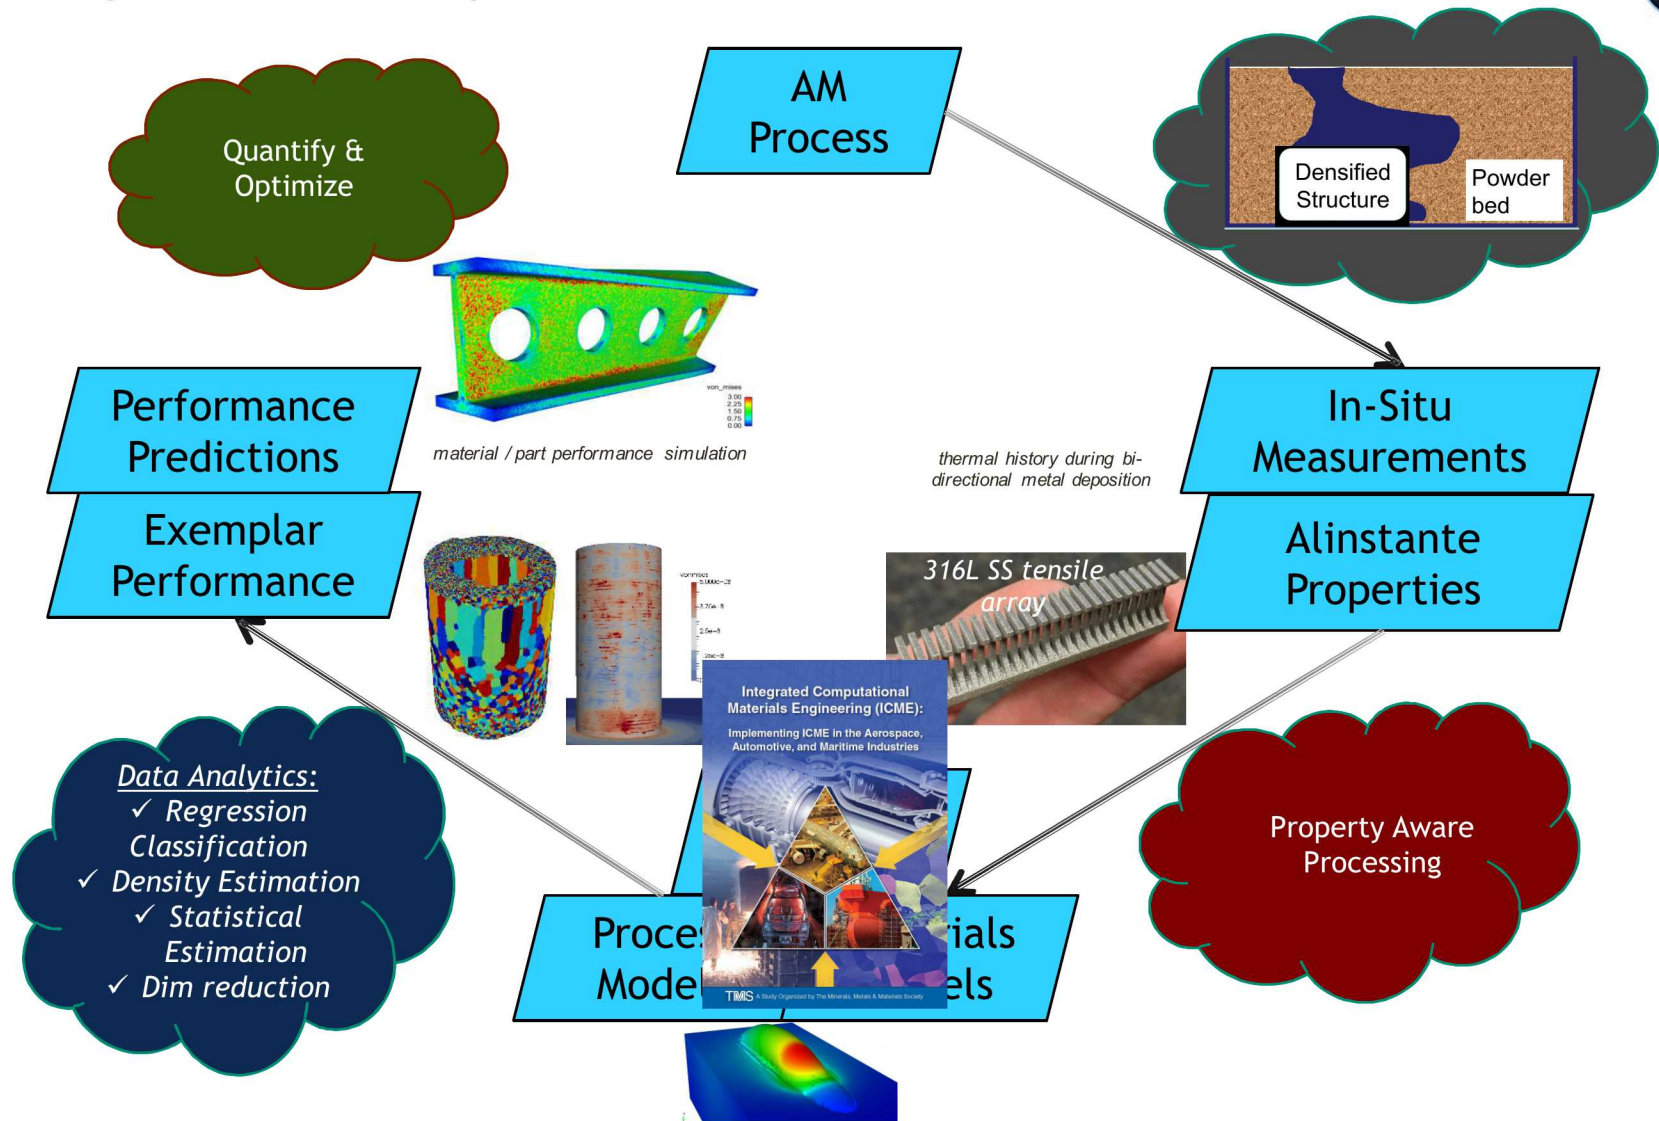 AM
Process
Quantify &
Optimize
Densified
Structure
Powder
bed
von_mises
3.00
2.25
1.50
0.75
0.00
material / part performance simulation
Performance
Predictions
Exemplar
Performance
thermal history during bi-
directional metal deposition
In-Situ
Measurements
Alinstante
Properties
316L SS tensile
array
Integrated Computational
Materials Engineering (ICME):
Implementing ICME in the Aerospace,
Automotive, and Maritime Industries
Data Analytics:
✓ Regression
Classification
✓ Density Estimation
✓ Statistical
Estimation
✓ Dim reduction
Property Aware
Processing
Proces
Mode
rials
els
TMS A Study Organized by The Minerals, Metals & Materials Society